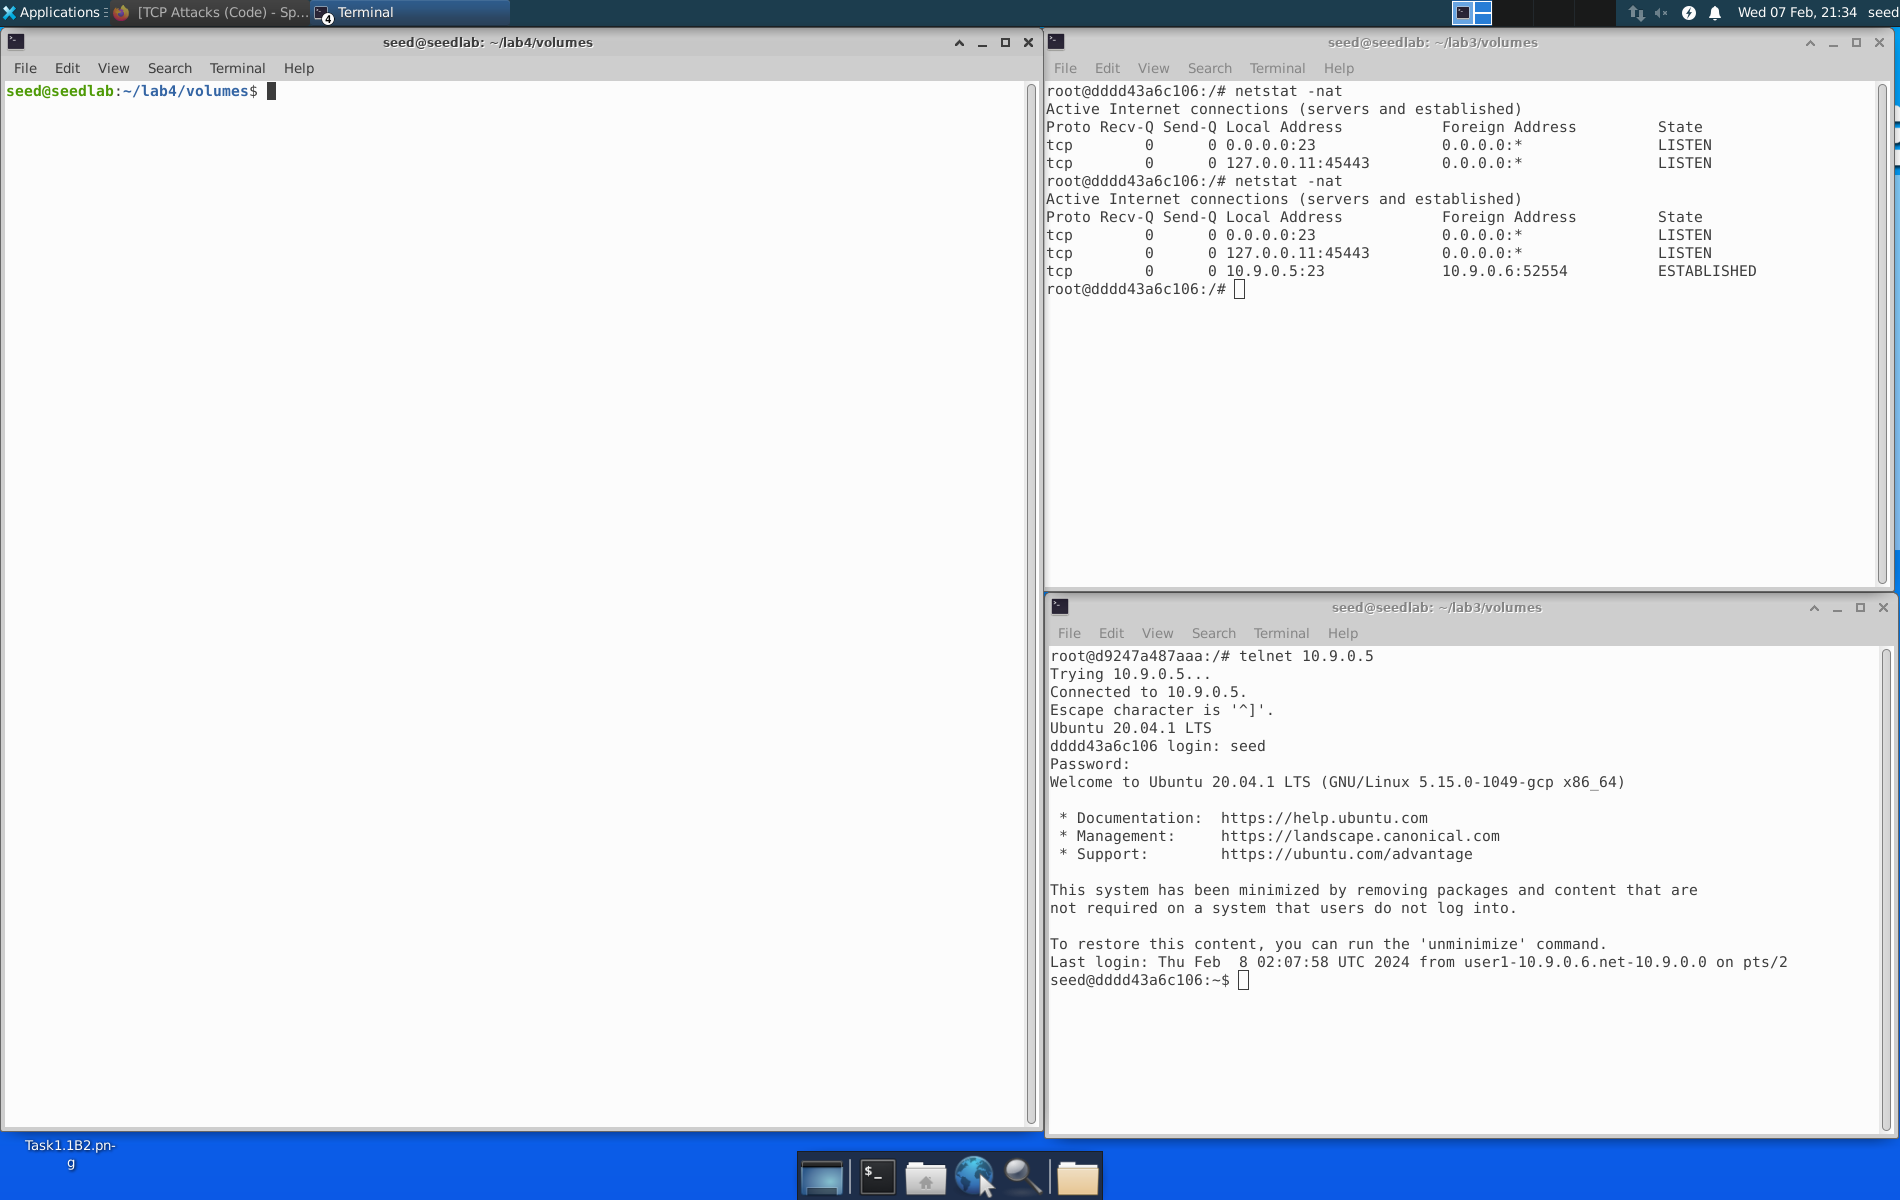 Applications
[TCP Attacks (Code) - Sp...
4
Terminal
Wed 07 Feb, 21:34
seed
seed@seedlab: ~/lab4/volumes
File Edit View Search Terminal Help
seed@seedlab:~/lab4/volumes$
seed@seedlab: ~/lab3/volumes
File Edit View Search Terminal Help
root@dddd43a6c106:/# netstat -nat
Active Internet connections (servers and established)
Proto Recv-Q Send-Q Local Address           Foreign Address         State
tcp        0      0 0.0.0.0:23              0.0.0.0:*               LISTEN
tcp        0      0 127.0.0.11:45443        0.0.0.0:*               LISTEN
root@dddd43a6c106:/# netstat -nat
Active Internet connections (servers and established)
Proto Recv-Q Send-Q Local Address           Foreign Address         State
tcp        0      0 0.0.0.0:23              0.0.0.0:*               LISTEN
tcp        0      0 127.0.0.11:45443        0.0.0.0:*               LISTEN
tcp        0      0 10.9.0.5:23             10.9.0.6:52554          ESTABLISHED
root@dddd43a6c106:/#
seed@seedlab: ~/lab3/volumes
File Edit View Search Terminal Help
root@d9247a487aaa:/# telnet 10.9.0.5
Trying 10.9.0.5...
Connected to 10.9.0.5.
Escape character is '^]'.
Ubuntu 20.04.1 LTS
dddd43a6c106 login: seed
Password:
Welcome to Ubuntu 20.04.1 LTS (GNU/Linux 5.15.0-1049-gcp x86_64)
* Documentation:  https://help.ubuntu.com
* Management:     https://landscape.canonical.com
* Support:        https://ubuntu.com/advantage
This system has been minimized by removing packages and content that are
not required on a system that users do not log into.
To restore this content, you can run the 'unminimize' command.
Last login: Thu Feb  8 02:07:58 UTC 2024 from user1-10.9.0.6.net-10.9.0.0 on pts/2
seed@dddd43a6c106:~$
Task1.1B2.pn-
g
$_